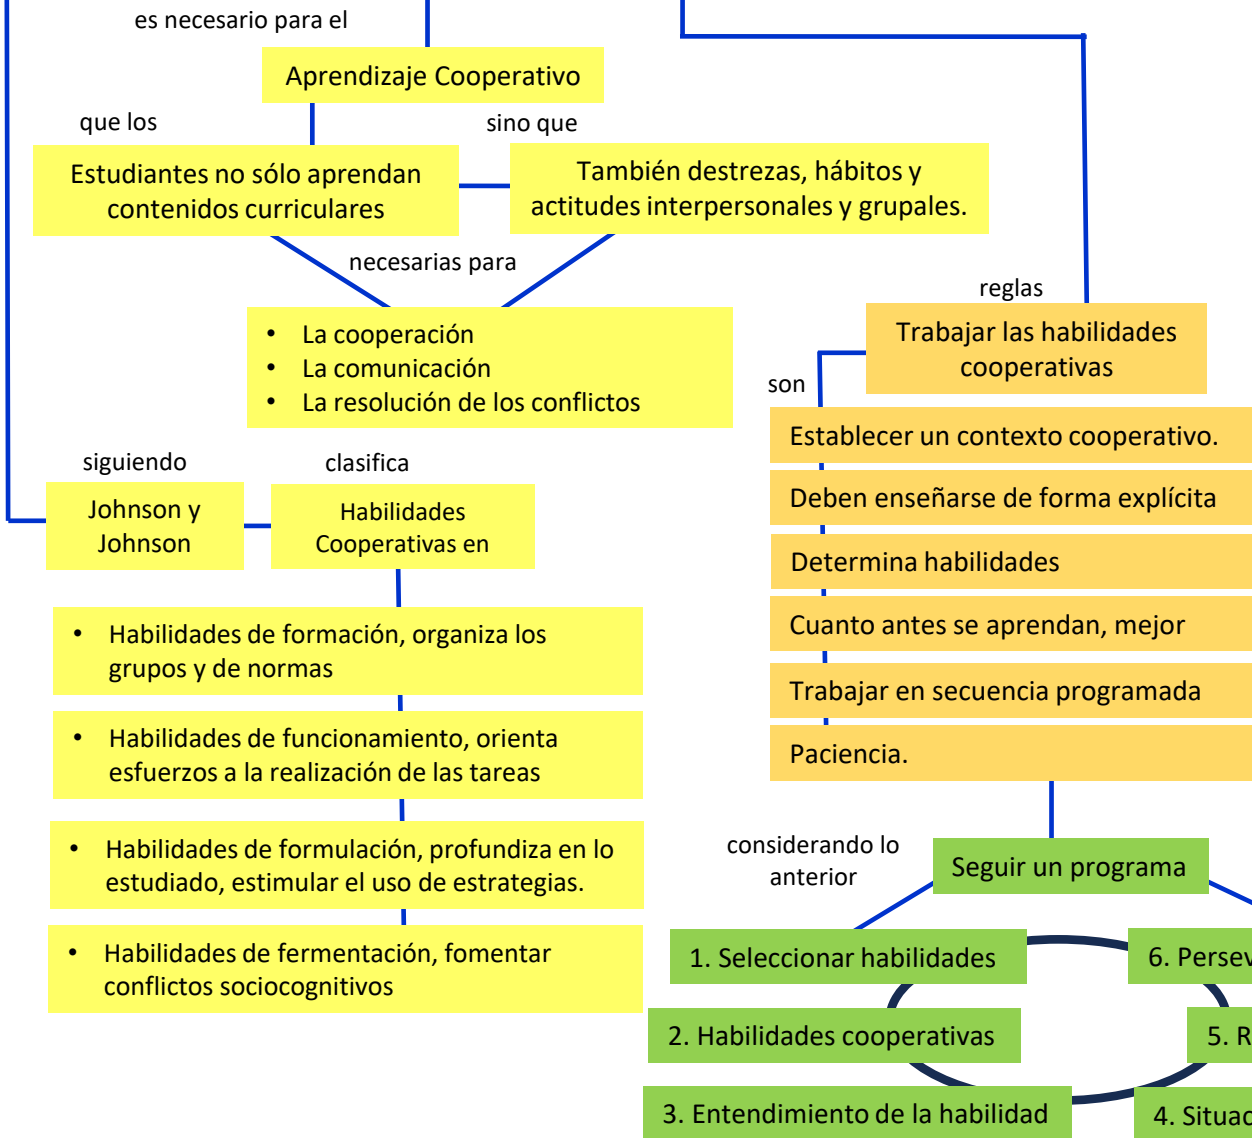 es necesario para el
Aprendizaje Cooperativo
que los
sino que
Estudiantes no sólo aprendan
contenidos curriculares
También destrezas, hábitos y
actitudes interpersonales y grupales.
necesarias para
• La cooperación
• La comunicación
• La resolución de los conflictos
siguiendo
clasifica
Johnson y
Johnson
Habilidades
Cooperativas en
• Habilidades de formación, organiza los
grupos y de normas
• Habilidades de funcionamiento, orienta
esfuerzos a la realización de las tareas
• Habilidades de formulación, profundiza en lo
estudiado, estimular el uso de estrategias.
• Habilidades de fermentación, fomentar
conflictos sociocognitivos
reglas
Trabajar las habilidades
cooperativas
son
Establecer un contexto cooperativo.
Deben enseñarse de forma explícita
Determina habilidades
Cuanto antes se aprendan, mejor
Trabajar en secuencia programada
Paciencia.
considerando lo
anterior
Seguir un programa
1. Seleccionar habilidades
2. Habilidades cooperativas
3. Entendimiento de la habilidad
4.
5.
6.